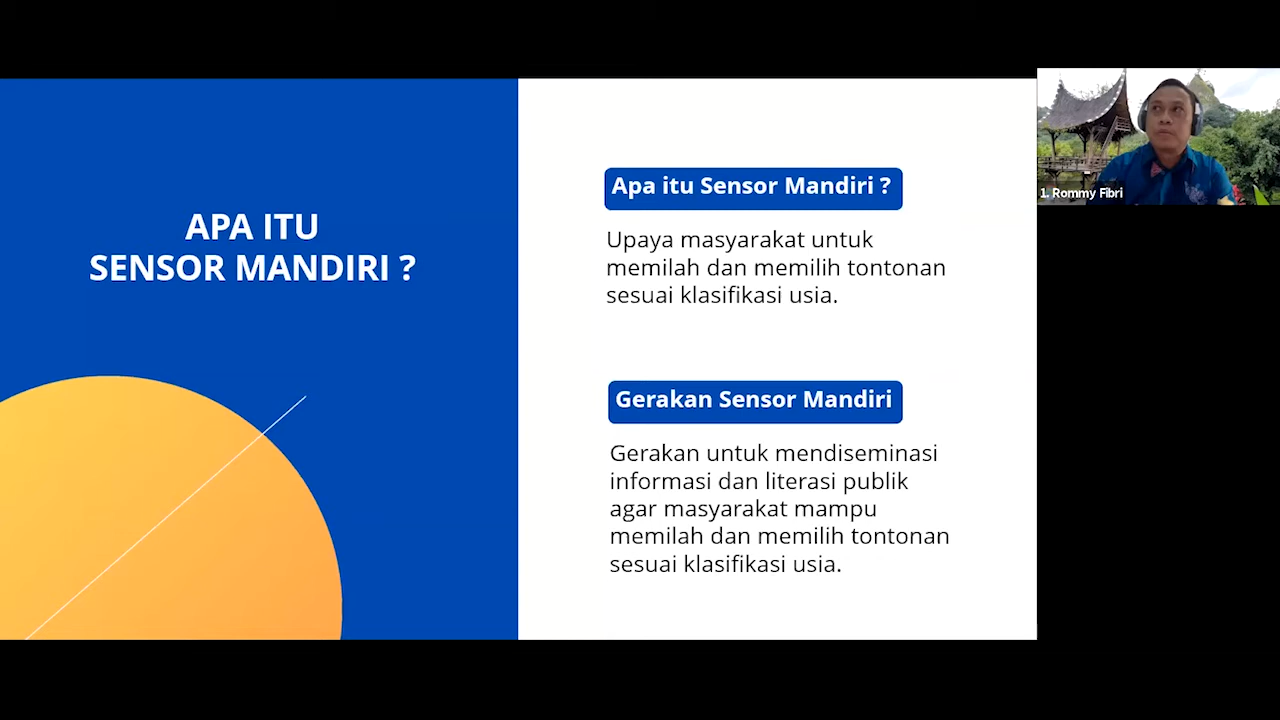 APA ITU
SENSOR MANDIRI ?
Apa itu Sensor Mandiri ?
Upaya masyarakat untuk
memilah dan memilih tontonan
sesuai klasifikasi usia.
Gerakan Sensor Mandiri
Gerakan untuk mendiseminasi
informasi dan literasi publik
agar masyarakat mampu
memilah dan memilih tontonan
sesuai klasifikasi usia.
1. Rommy Fibri